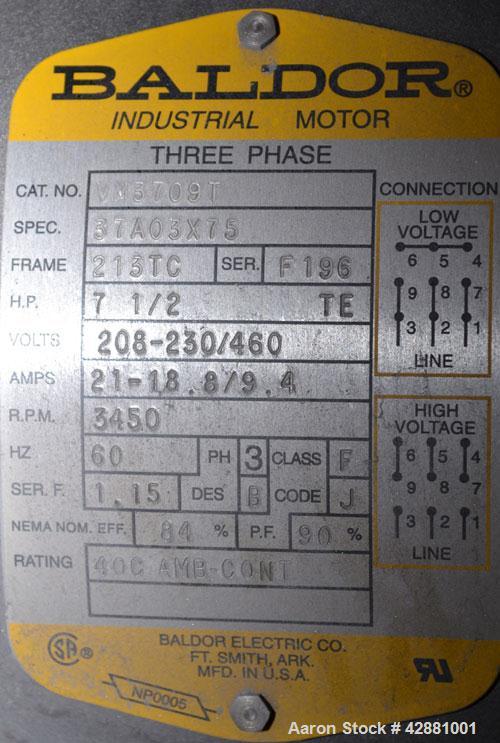 BALDOR®
INDUSTRIAL MOTOR
THREE PHASE
CAT. NO. VM3709T
SPEC. 37A03X75
FRAME 213TC SER. F196
H.P. 7 1/2 TE
VOLTS 208-230/460
AMPS 21-18.8/9.4
R.P.M. 3450
HZ 60 PH 3 CLASS F
SER. F. 1.15 DES B CODE J
NEMA NOM. EFF. 84 % P.F. 90 %
RATING 40C AMB-CONT
CONNECTION
LOW
VOLTAGE
6 5 4
9 8 7
3 2 1
LINE
HIGH
VOLTAGE
6 5 4
9 8 7
3 2 1
LINE
SA®
BALDOR ELECTRIC CO.
FT. SMITH, ARK.
MFD. IN U.S.A.
NP0005
Aaron Stock # 42881001